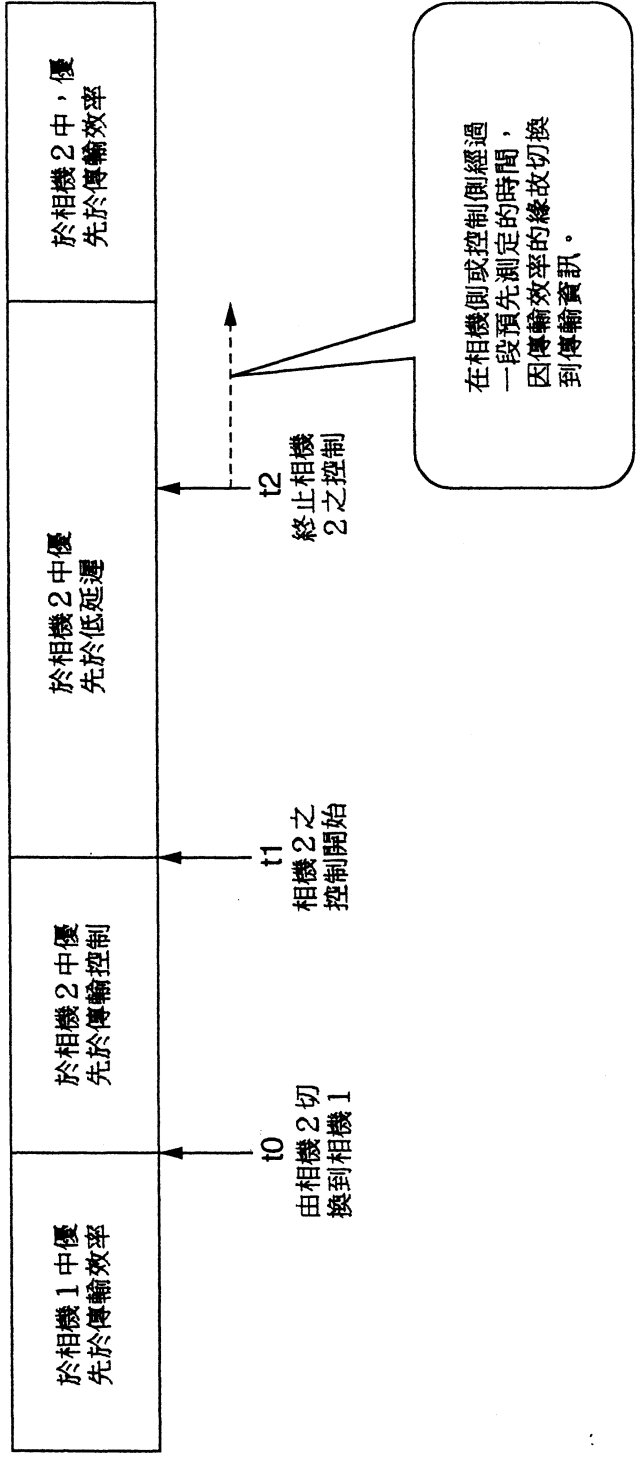 於相機1中優
先於傳輸效率
於相機2中優
先於傳輸控制
於相機2中優
先於低延遲
於相機2中，優
先於傳輸效率
t0
由相機2切
換到相機1
t1
相機2之
控制開始
t2
終止相機
2之控制
在相機側或控制側經過
一段預先測定的時間，
因傳輸效率的緣故切換
到傳輸資訊。